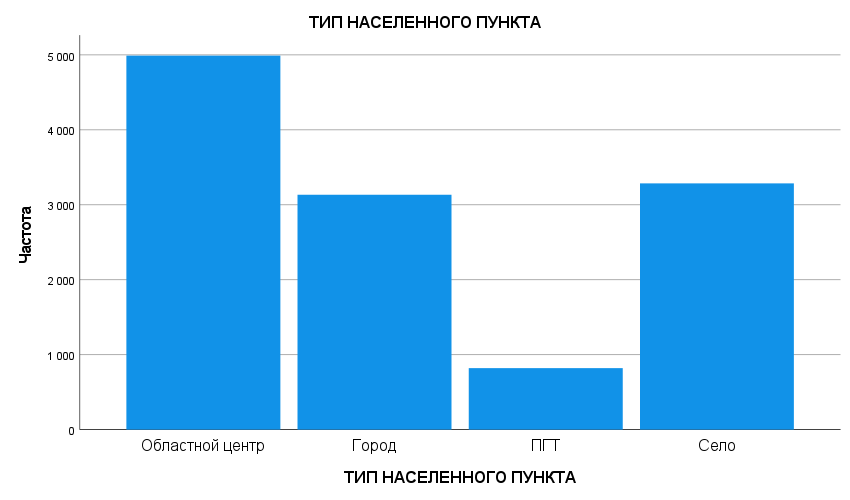 ТИП НАСЕЛЕННОГО ПУНКТА
5 000
4 000
3 000
2 000
1 000
0
Частота
Областной центр
Город
ПГТ
Село
ТИП НАСЕЛЕННОГО ПУНКТА